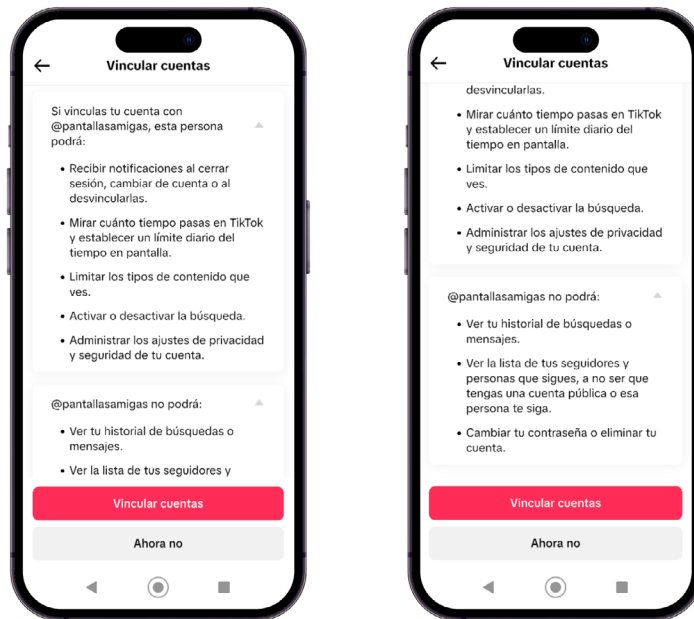 Vincular cuentas
Si vinculas tu cuenta con
@pantallasamigas, esta persona
podrá:
• Recibir notificaciones al cerrar
sesión, cambiar de cuenta o al
desvincularlas.
• Mirar cuánto tiempo pasas en TikTok
y establecer un límite diario del
tiempo en pantalla.
• Limitar los tipos de contenido que
ves.
• Activar o desactivar la búsqueda.
• Administrar los ajustes de privacidad
y seguridad de tu cuenta.
@pantallasamigas no podrá:
• Ver tu historial de búsquedas o
mensajes.
• Ver la lista de tus seguidores y
Vincular cuentas
Ahora no
Vincular cuentas
desvincularlas.
• Mirar cuánto tiempo pasas en TikTok
y establecer un límite diario del
tiempo en pantalla.
• Limitar los tipos de contenido que
ves.
• Activar o desactivar la búsqueda.
• Administrar los ajustes de privacidad
y seguridad de tu cuenta.
@pantallasamigas no podrá:
• Ver tu historial de búsquedas o
mensajes.
• Ver la lista de tus seguidores y
personas que sigues, a no ser que
tengas una cuenta pública o esa
persona te siga.
• Cambiar tu contraseña o eliminar tu
cuenta.
Vincular cuentas
Ahora no